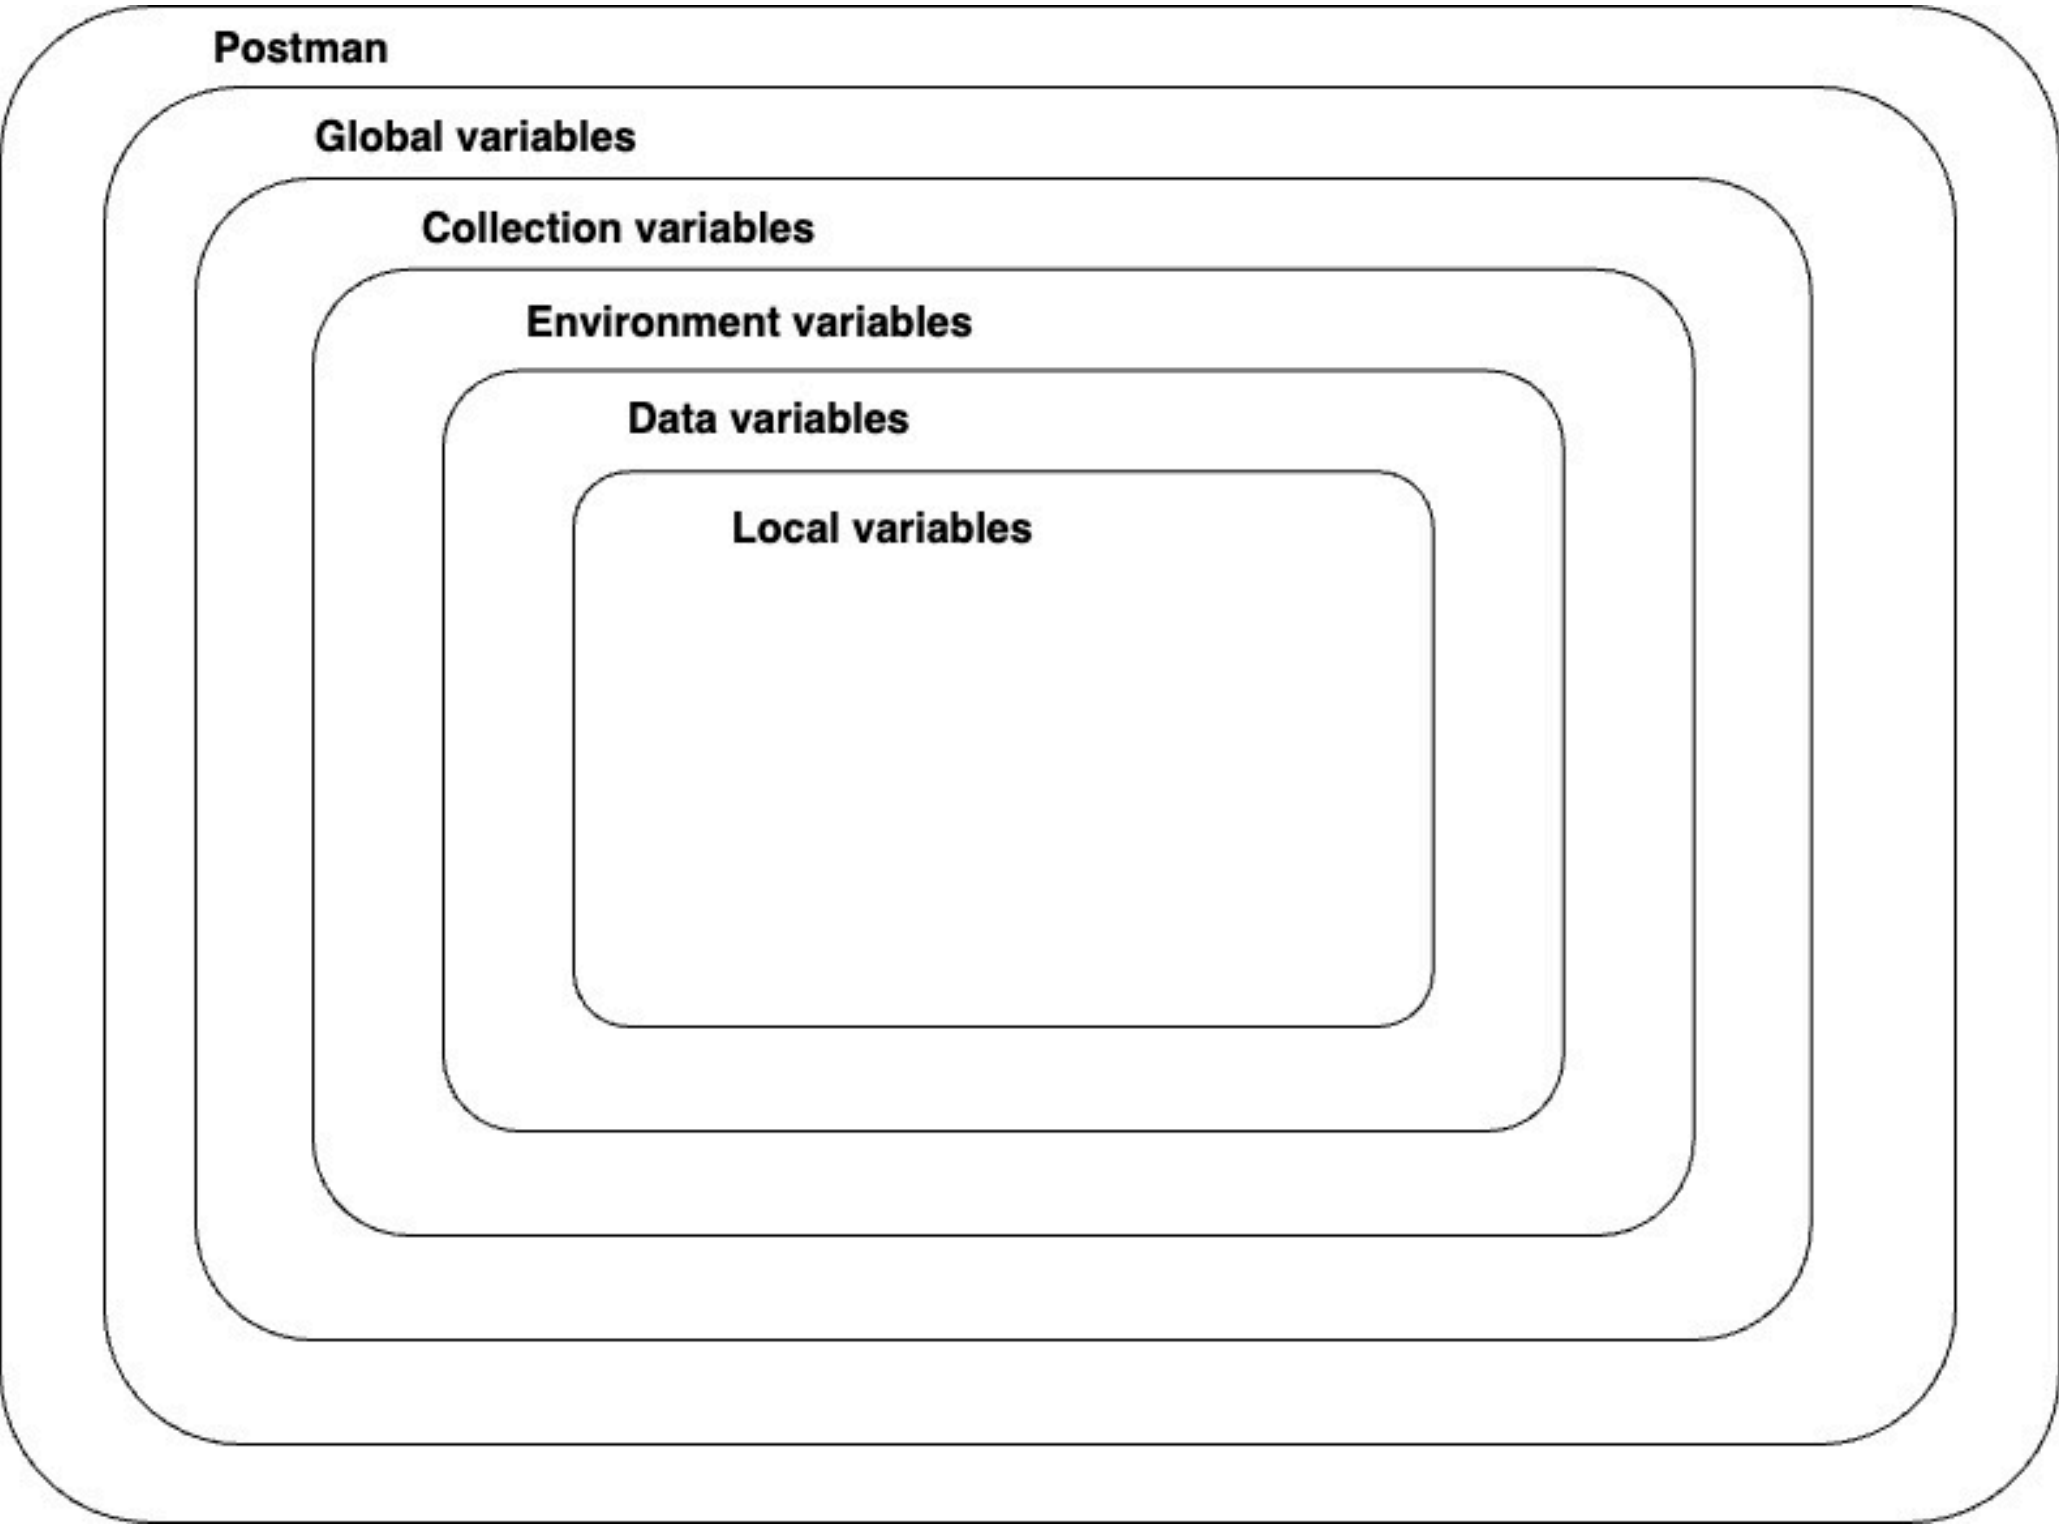 Postman
Global variables
Collection variables
Environment variables
Data variables
Local variables